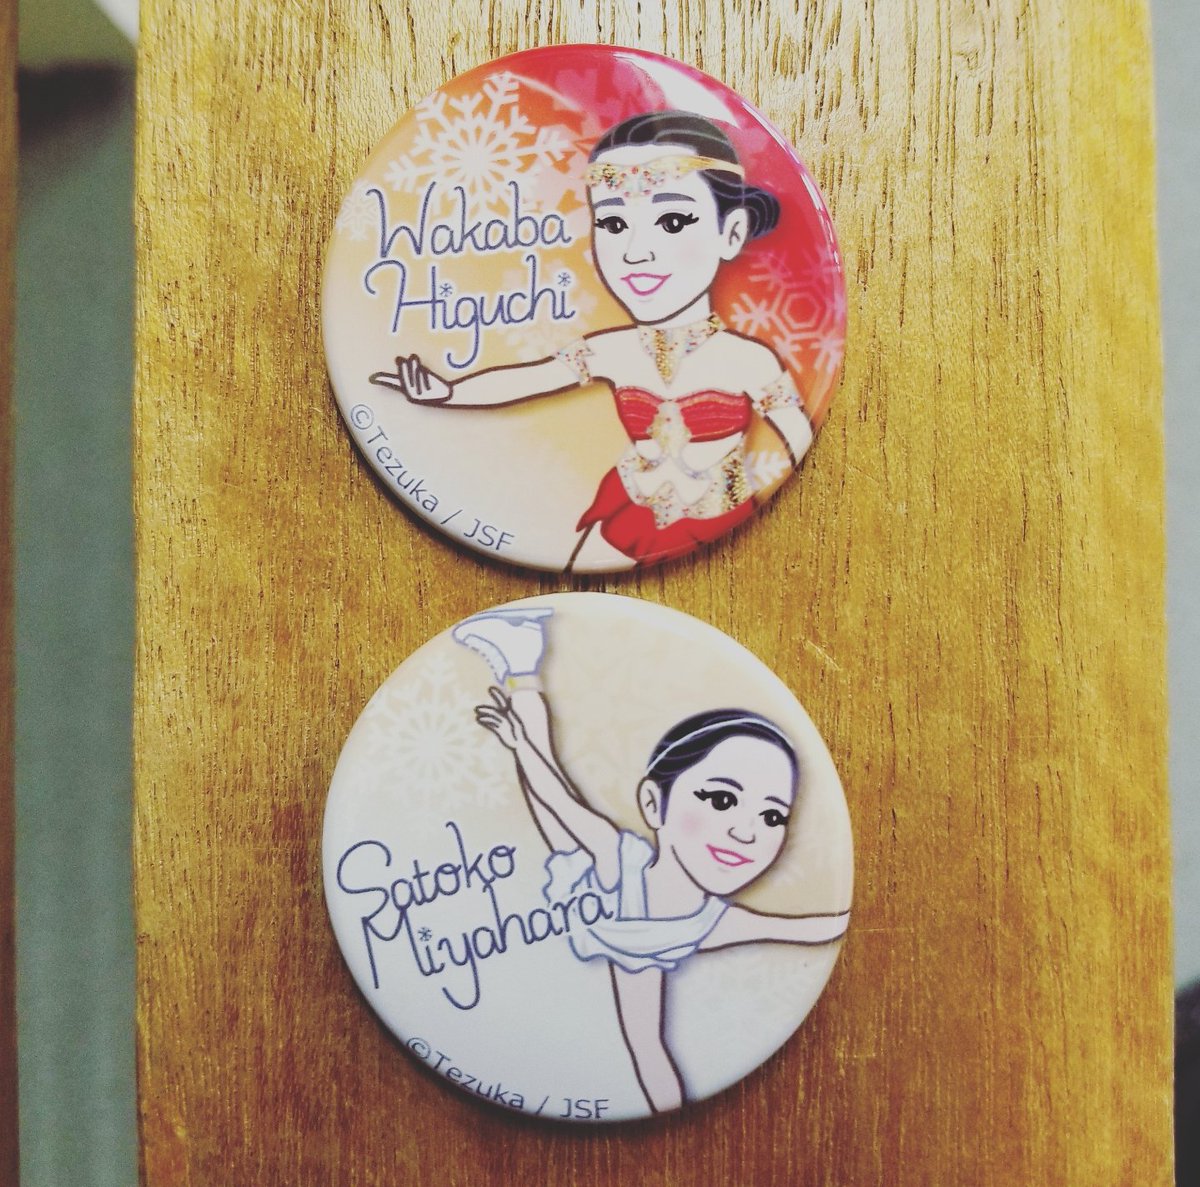 Wakaba
Higuchi
©Tezuka / JSF
Satoko
Miyahara
©Tezuka / JSF